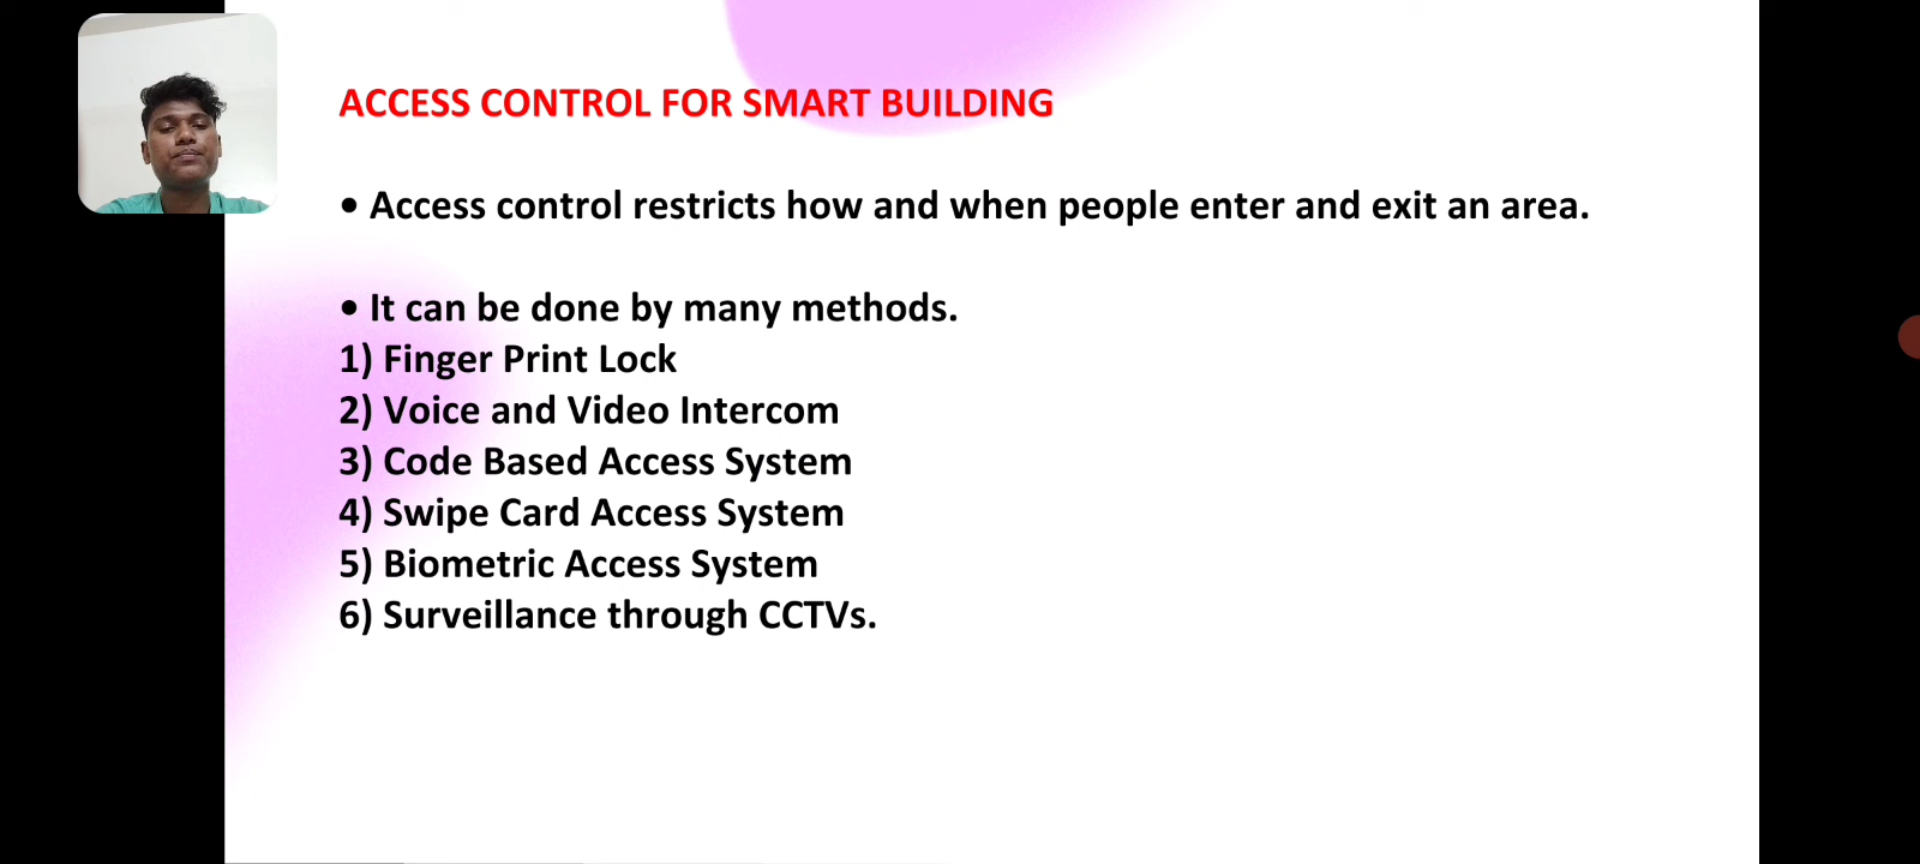 ACCESS CONTROL FOR SMART BUILDING
• Access control restricts how and when people enter and exit an area.
• It can be done by many methods.
1) Finger Print Lock
2) Voice and Video Intercom
3) Code Based Access System
4) Swipe Card Access System
5) Biometric Access System
6) Surveillance through CCTVs.